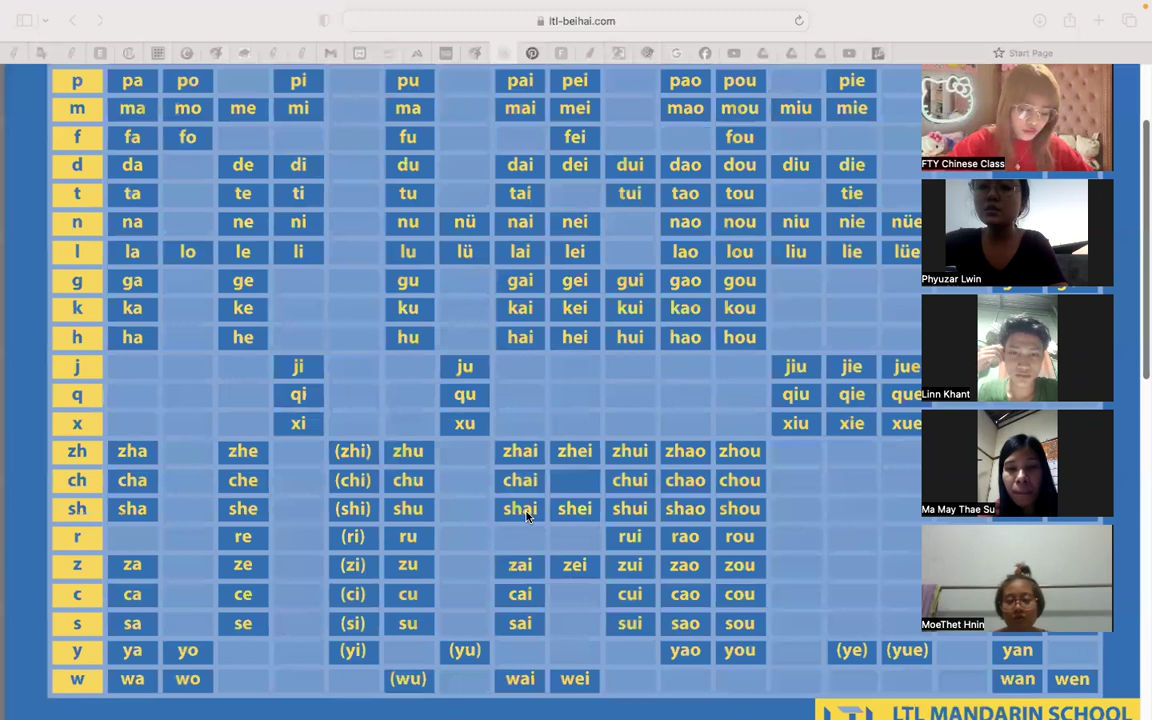 ltl-beihai.com
Start Page
p pa po pi pu pai pei pao pou pie
m ma mo me mi ma mai mei mao mou miu mie
f fa fo fu fei fou
d da de di du dai dei dui dao dou diu die
t ta te ti tu tai tui tao tou tie
n na ne ni nu nü nai nei nao nou niu nie nüe
l la lo le li lu lü lai lei lao lou liu lie lüe
g ga ge gu gai gei gui gao gou
k ka ke ku kai kei kui kao kou
h ha he hu hai hei hui hao hou
j ji ju jiu jie jue
q qi qu qiu qie que
x xi xu xiu xie xue
zh zha zhe (zhi) zhu zhai zhei zhui zhao zhou
ch cha che (chi) chu chai chui chao chou
sh sha she (shi) shu shai shei shui shao shou
r re (ri) ru rui rao rou
z za ze (zi) zu zai zei zui zao zou
c ca ce (ci) cu cai cui cao cou
s sa se (si) su sai sui sao sou
y ya yo (yi) (yu) yao you (ye) (yue) yan
w wa wo (wu) wai wei wan wen
LTL MANDARIN SCHOOL
FTY Chinese Class
Phyuzar Lwin
Linn Khant
Ma May Thae Su
MoeThet Hnin